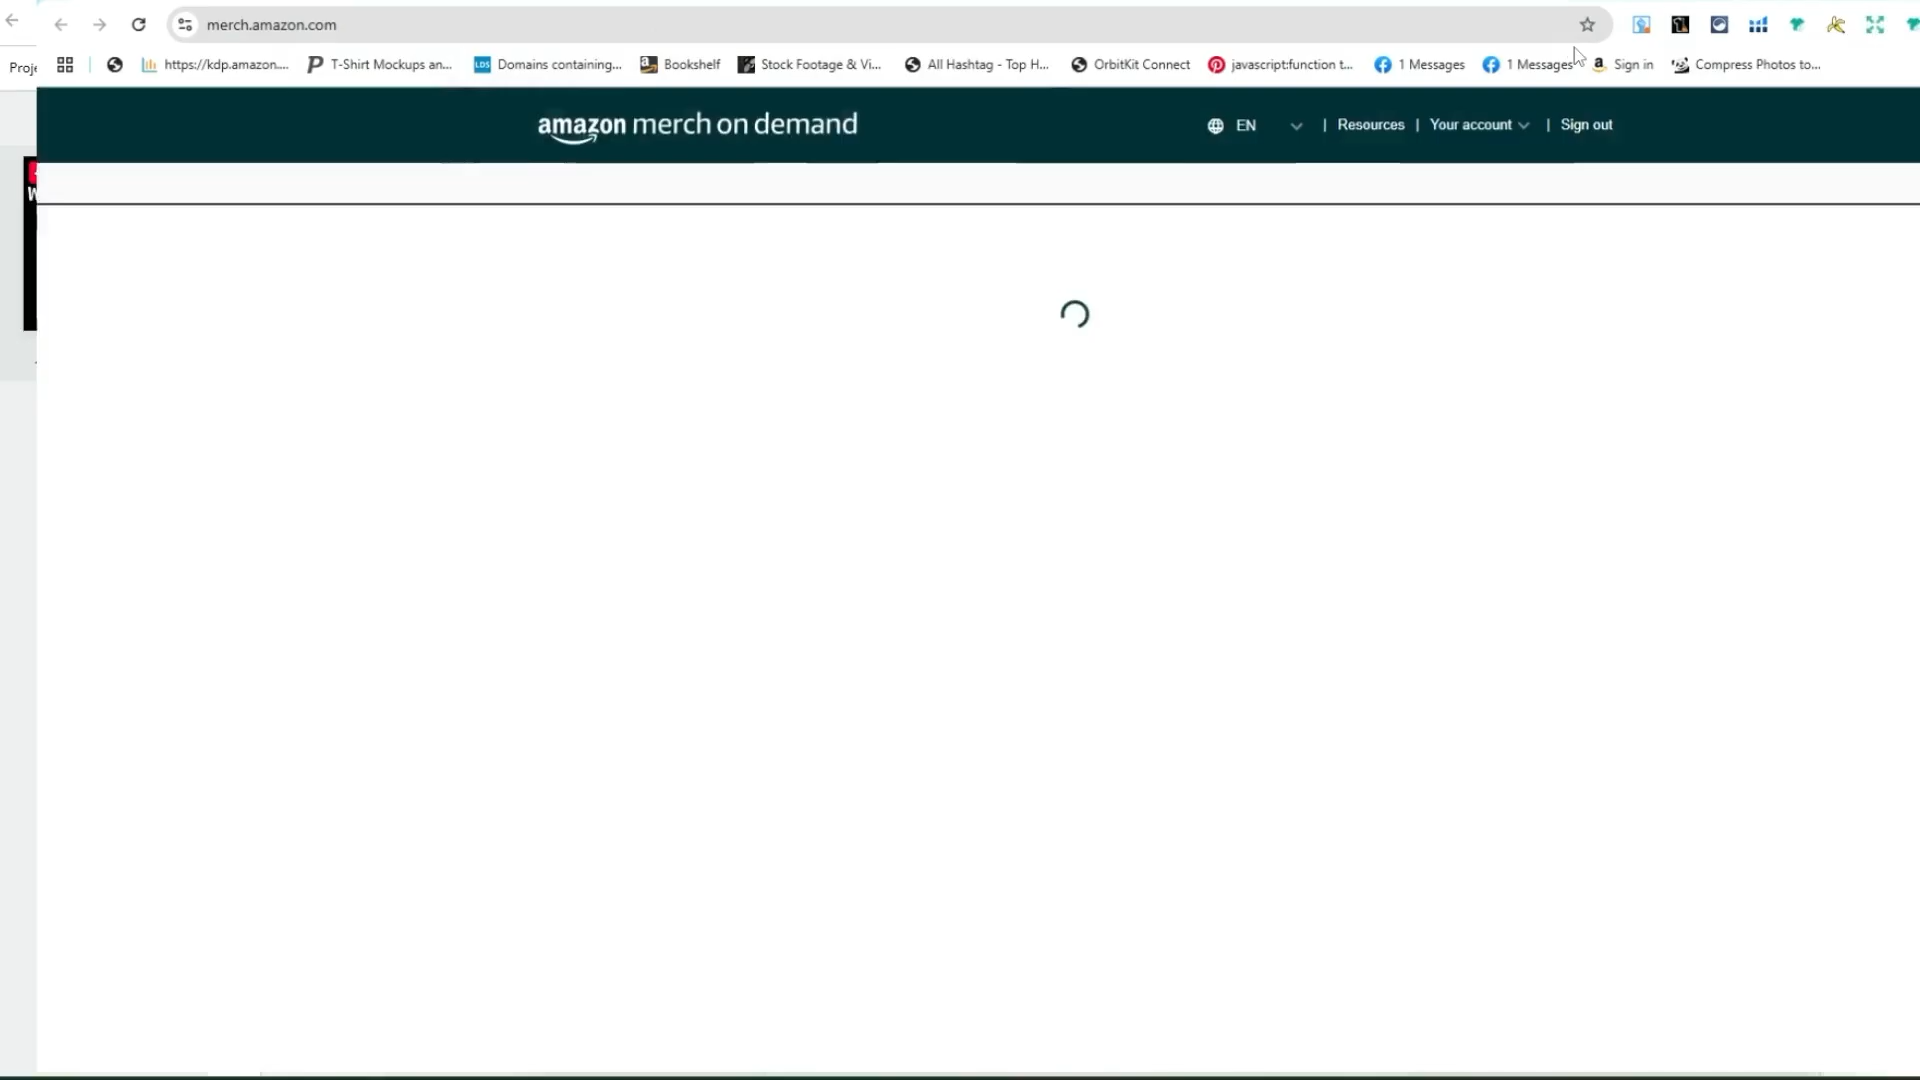 merch.amazon.com
https://kdp.amazon.... T-Shirt Mockups an... LDS Domains containing... Bookshelf Stock Footage & Vi... All Hashtag - Top H... OrbitKit Connect javascript:function t... 1 Messages 1 Messages Sign in Compress Photos to...
Proje
amazon merch on demand EN | Resources | Your account | Sign out
W